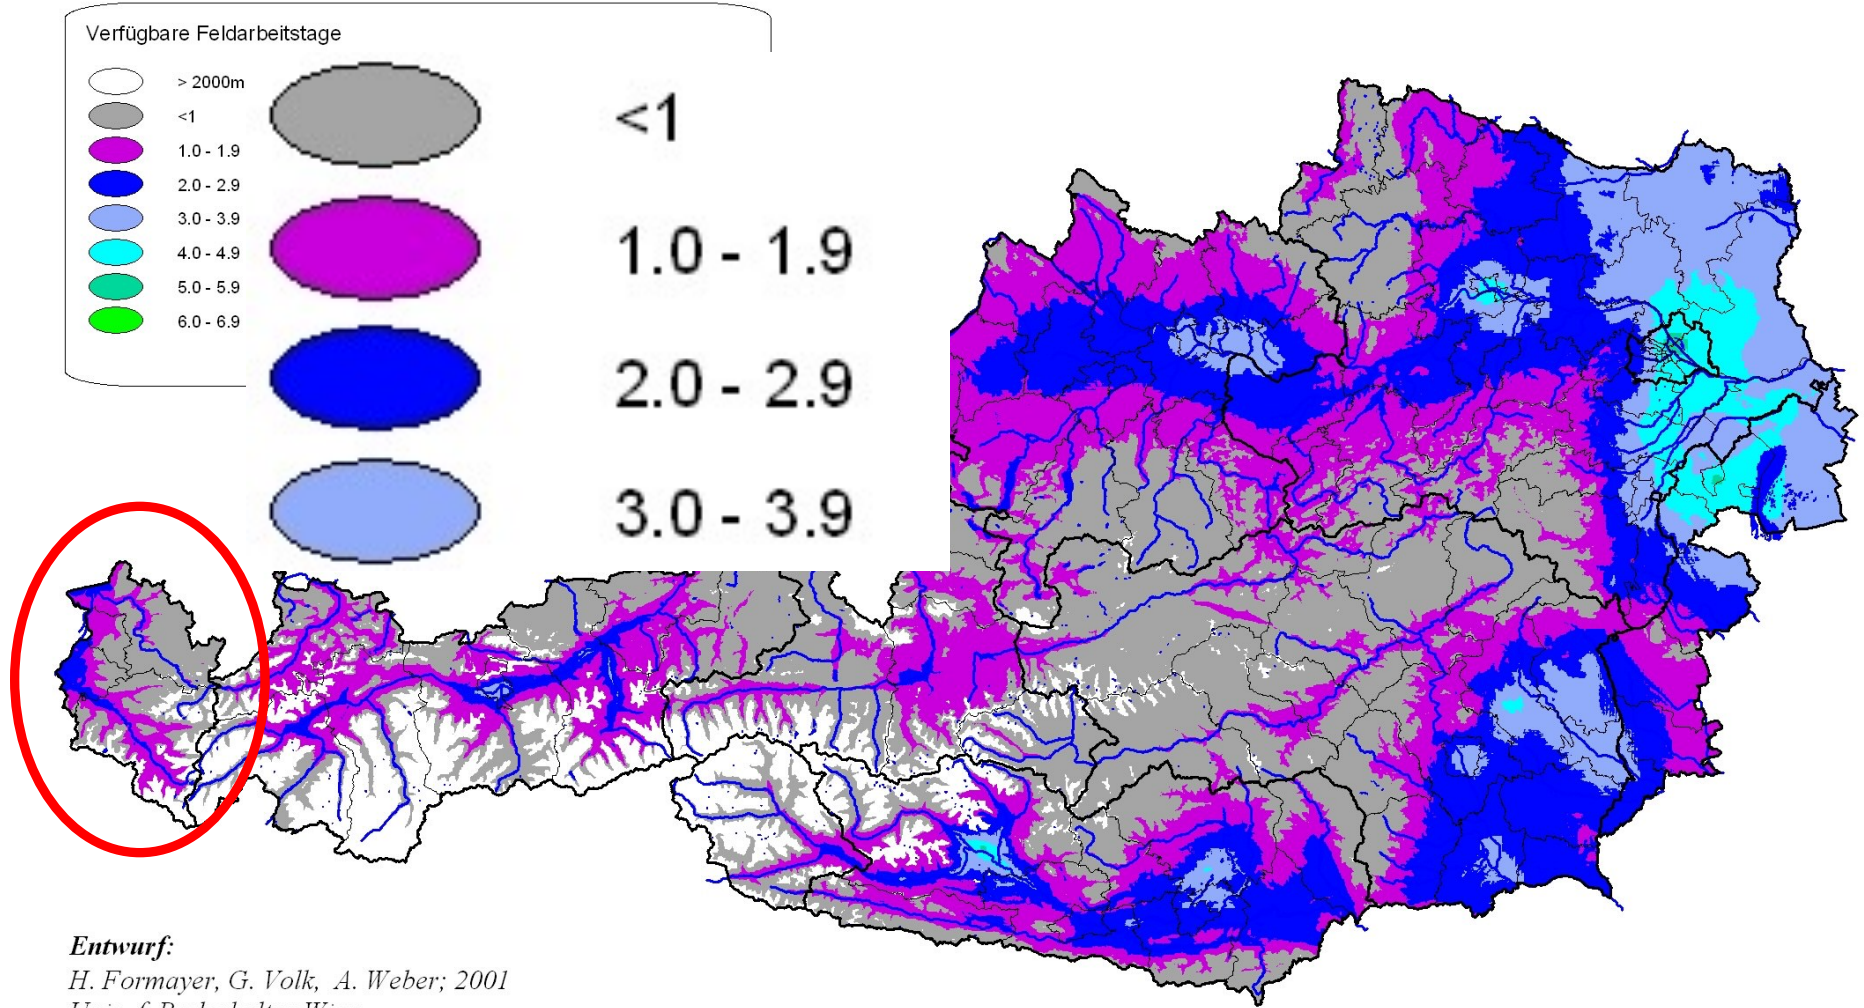 Verfügbare Feldarbeitstage
> 2000m
<1
1.0 - 1.9
2.0 - 2.9
3.0 - 3.9
4.0 - 4.9
5.0 - 5.9
6.0 - 6.9
<1
1.0 - 1.9
2.0 - 2.9
3.0 - 3.9
Entwurf:
H. Formayer, G. Volk, A. Weber; 2001